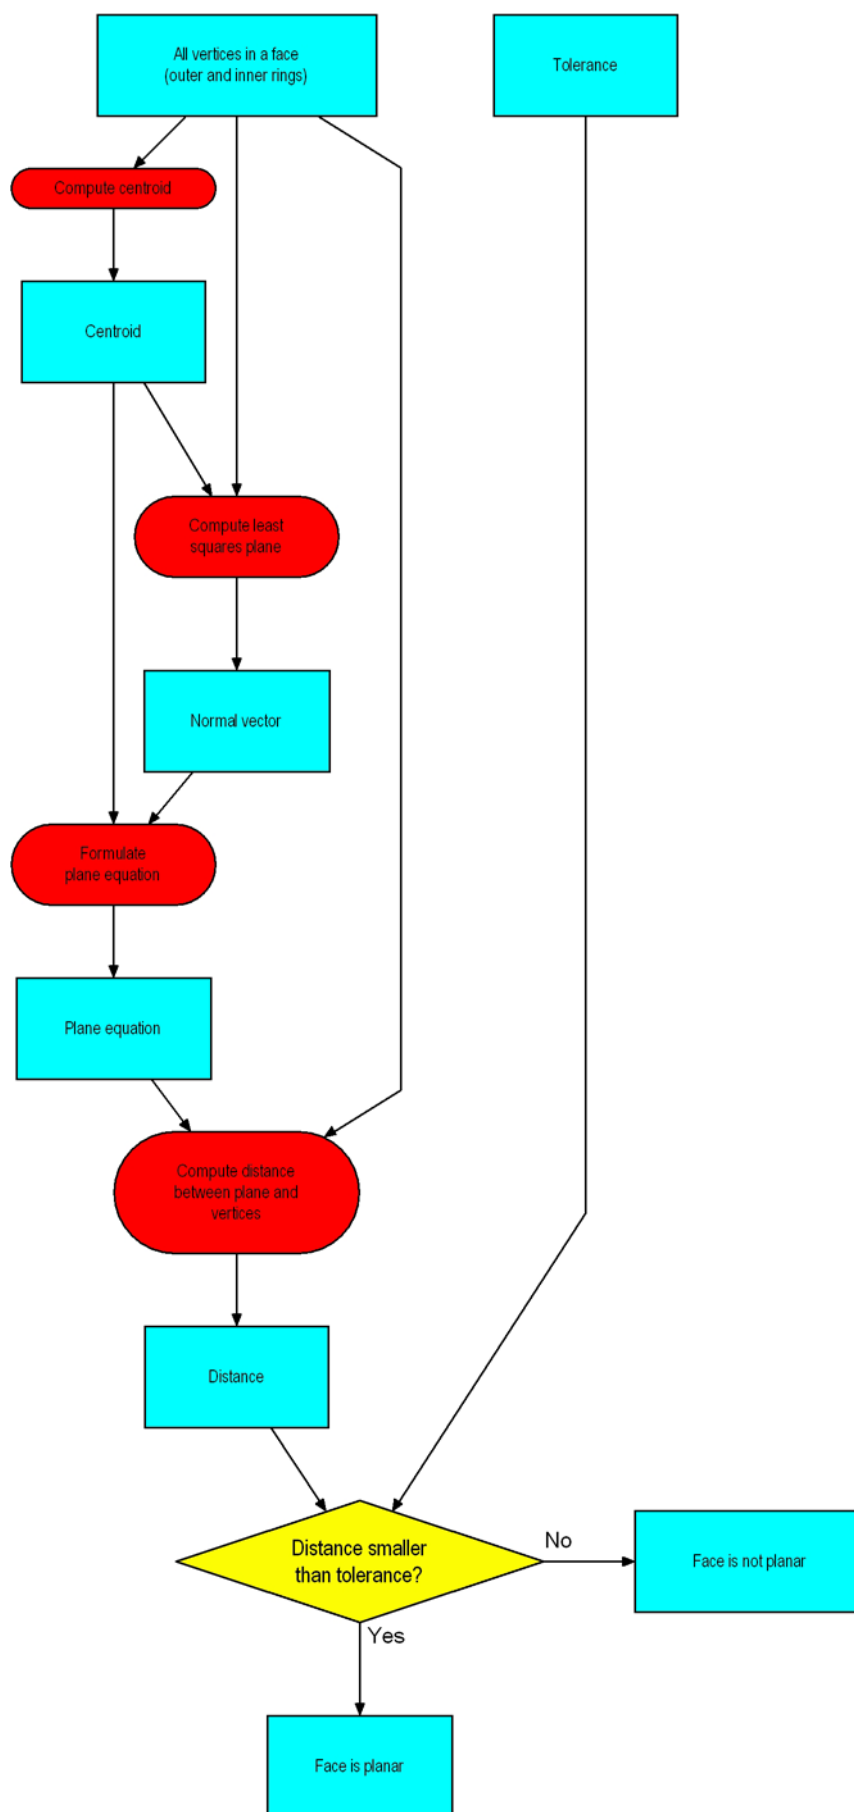 All vertices in a face
(outer and inner rings)
Tolerance
Compute centroid
Centroid
Compute least
squares plane
Normal vector
Formulate
plane equation
Plane equation
Compute distance
between plane and
vertices
Distance
Distance smaller
than tolerance?
No
Face is not planar
Yes
Face is planar